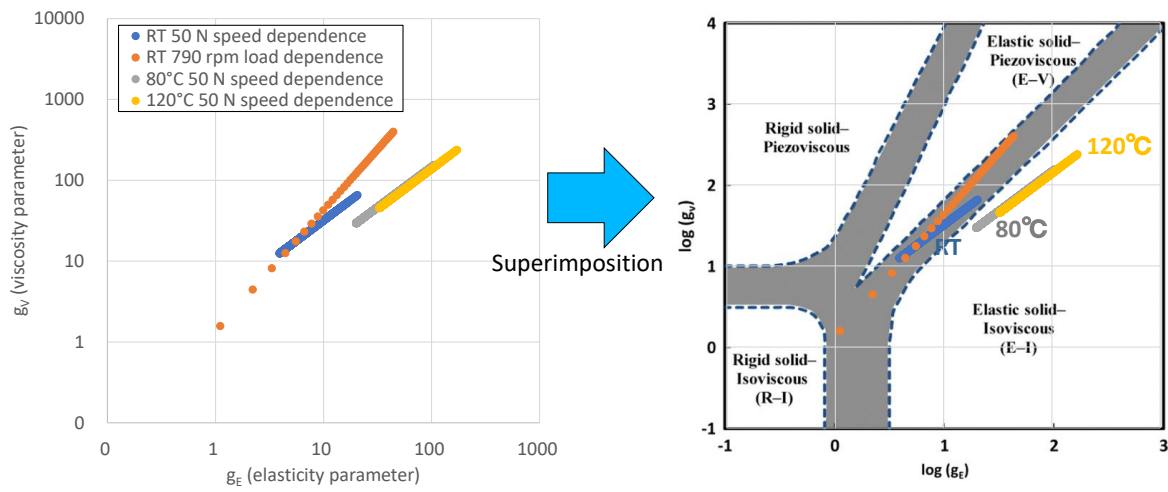 10000
1000
100
10
1
0
g_V (viscosity parameter)
RT 50 N speed dependence
RT 790 rpm load dependence
80°C 50 N speed dependence
120°C 50 N speed dependence
1 10 100 1000
g_E (elasticity parameter)
Superimposition
4
3
2
1
0
-1
log (g_v)
Elastic solid–
Piezoviscous
(E–V)
Rigid solid–
Piezoviscous
120℃
80℃
RT
Elastic solid–
Isoviscous
(E–I)
Rigid solid–
Isoviscous
(R–I)
-1 0 1 2 3
log (g_E)